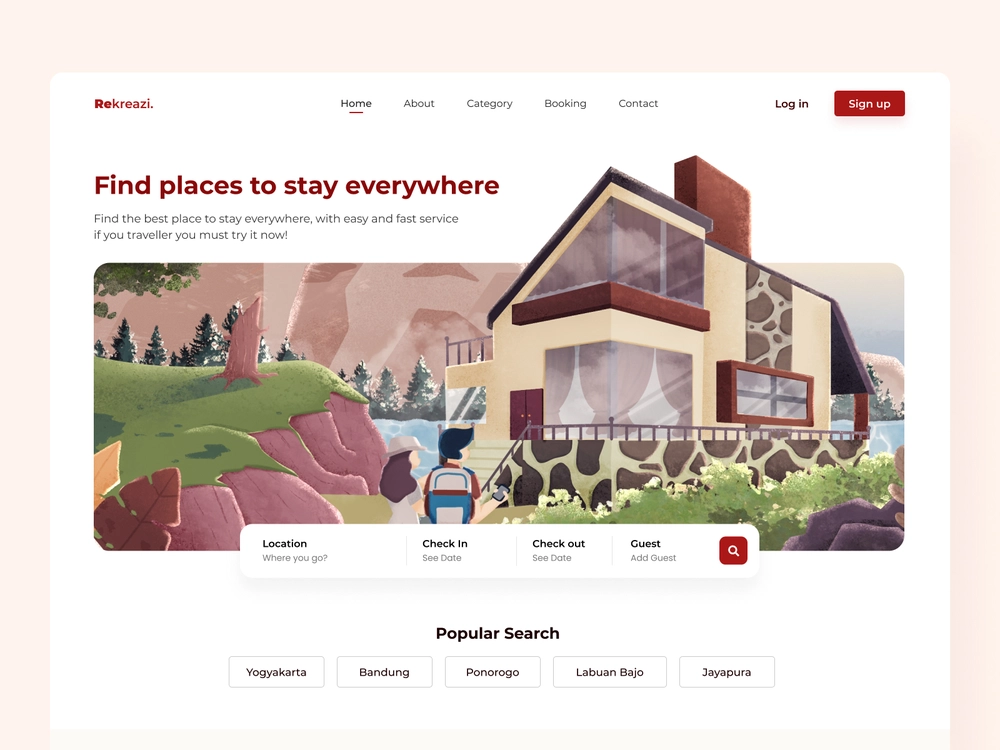 Rekreazi.
Home About Category Booking Contact
Log in Sign up
Find places to stay everywhere
Find the best place to stay everywhere, with easy and fast service
if you traveller you must try it now!
Location Check In Check out Guest
Where you go? See Date See Date Add Guest
Popular Search
Yogyakarta Bandung Ponorogo Labuan Bajo Jayapura